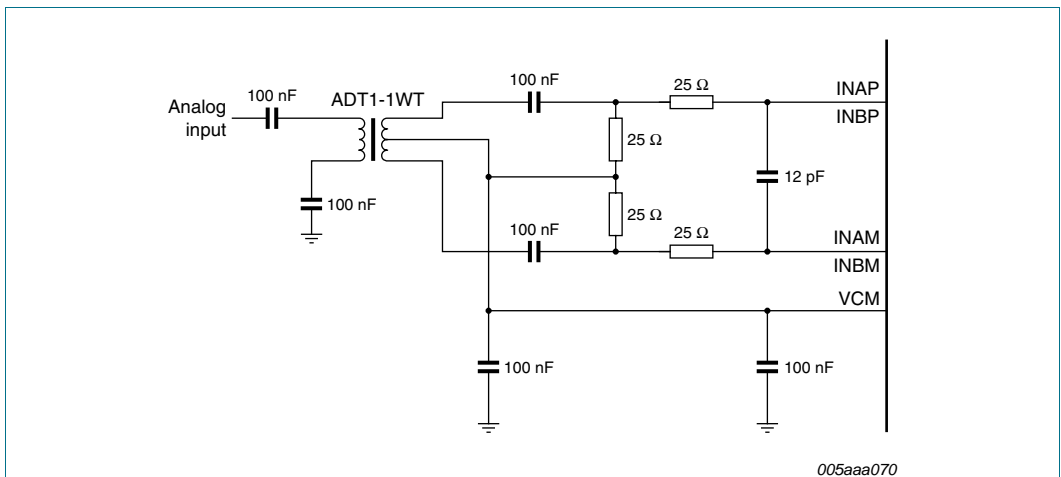 100 nF
ADT1-1WT
100 nF
25 Ω
INAP
Analog
input
INBP
25 Ω
12 pF
100 nF
25 Ω
100 nF
25 Ω
INAM
INBM
VCM
100 nF
100 nF
005aaa070